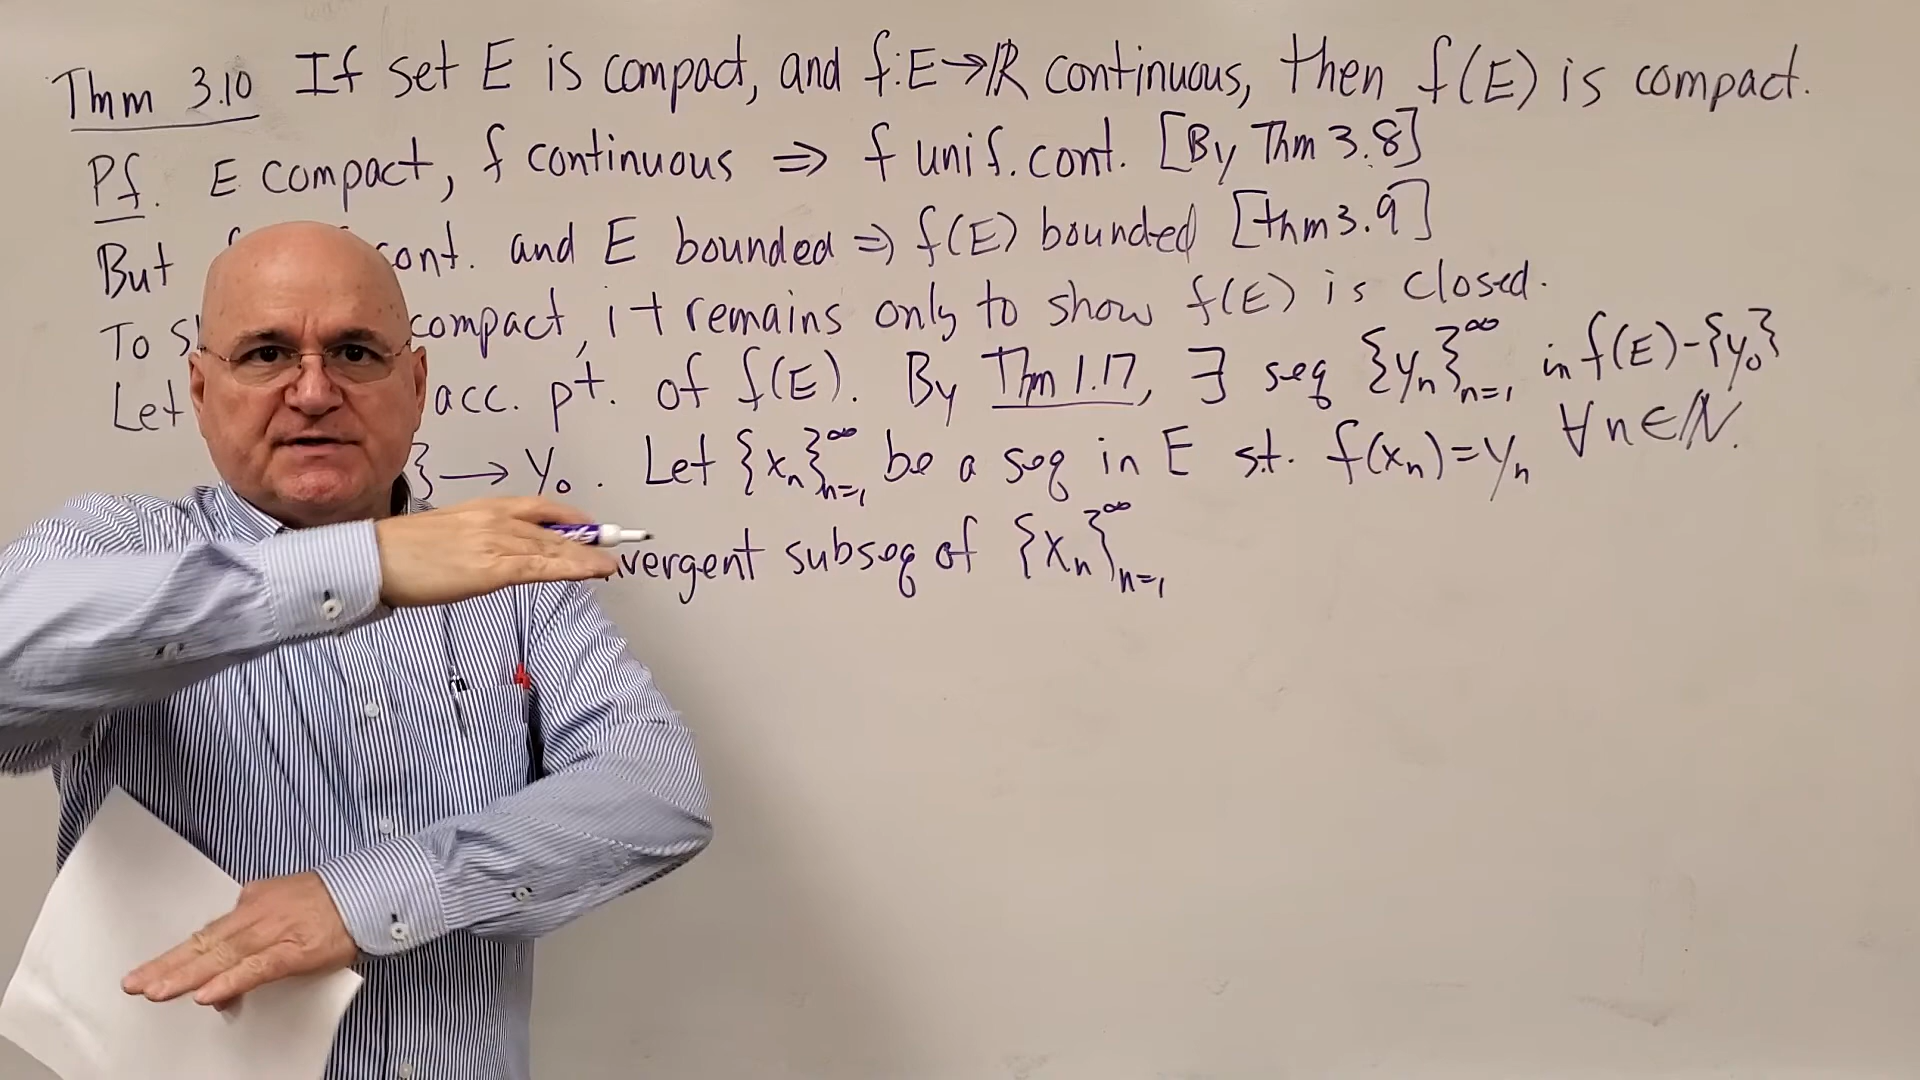 Thm 3.10 If set E is compact, and f:E→ℝ continuous, then f(E) is compact.
Pf. E compact, f continuous ⇒ f unif. cont. [By Thm 3.8]
But cont. and E bounded ⇒ f(E) bounded [thm 3.9]
To compact, it remains only to show f(E) is closed.
Let acc. pt. of f(E). By Thm 1.17, ∃ seq {yₙ}ₙ₌₁^∞ in f(E)-{y₀}
} → y₀. Let {xₙ}ₙ₌₁^∞ be a seq in E st. f(xₙ)=yₙ ∀n∈ℕ.
subseq of {xₙ}ₙ₌₁^∞